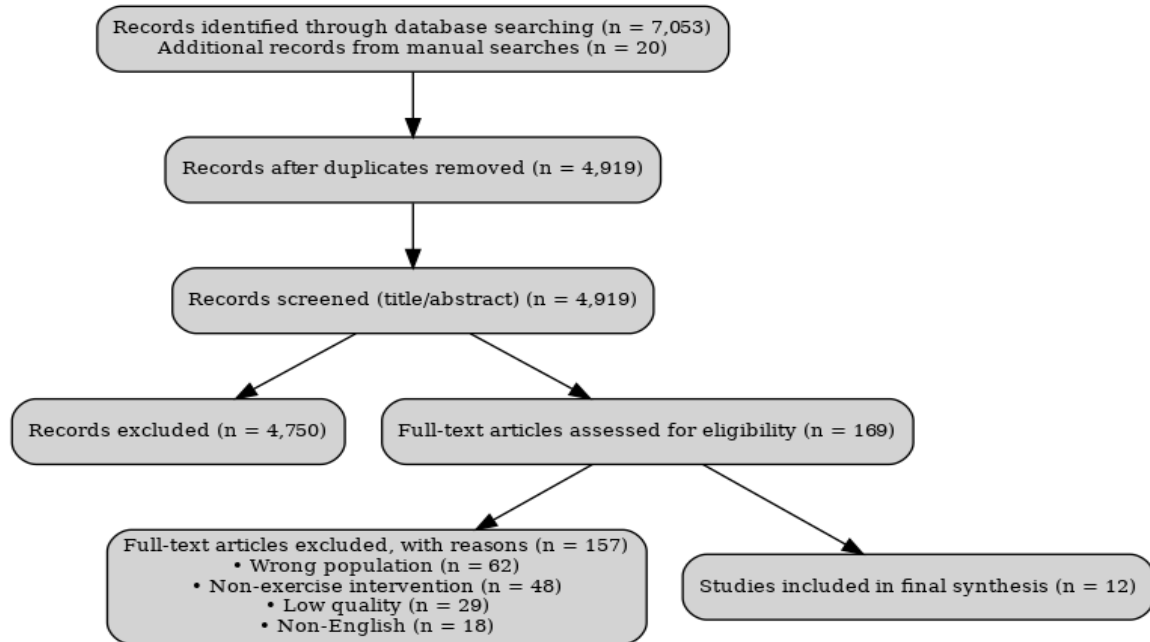 Records identified through database searching (n = 7,053)
Additional records from manual searches (n = 20)
Records after duplicates removed (n = 4,919)
Records screened (title/abstract) (n = 4,919)
Records excluded (n = 4,750)
Full-text articles assessed for eligibility (n = 169)
Full-text articles excluded, with reasons (n = 157)
• Wrong population (n = 62)
• Non-exercise intervention (n = 48)
• Low quality (n = 29)
• Non-English (n = 18)
Studies included in final synthesis (n = 12)